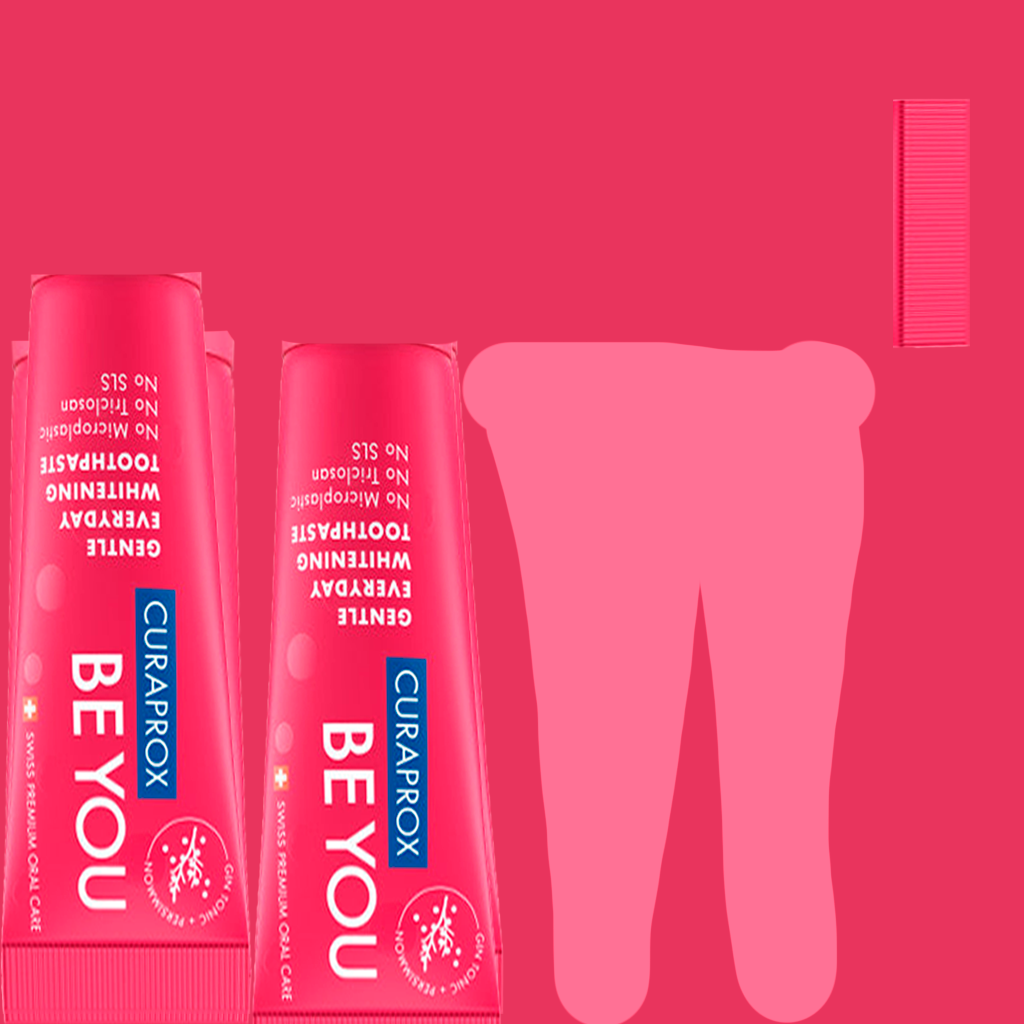 No SLS
No Triclosan
No Microplastic
TOOTHPASTE
WHITENING
EVERYDAY
GENTLE
CURAPROX
BE YOU
SWISS PREMIUM ORAL CARE
GIN TONIC + PERSIMMON
No SLS
No Triclosan
No Microplastic
TOOTHPASTE
WHITENING
EVERYDAY
GENTLE
CURAPROX
BE YOU
SWISS PREMIUM ORAL CARE
GIN TONIC + PERSIMMON